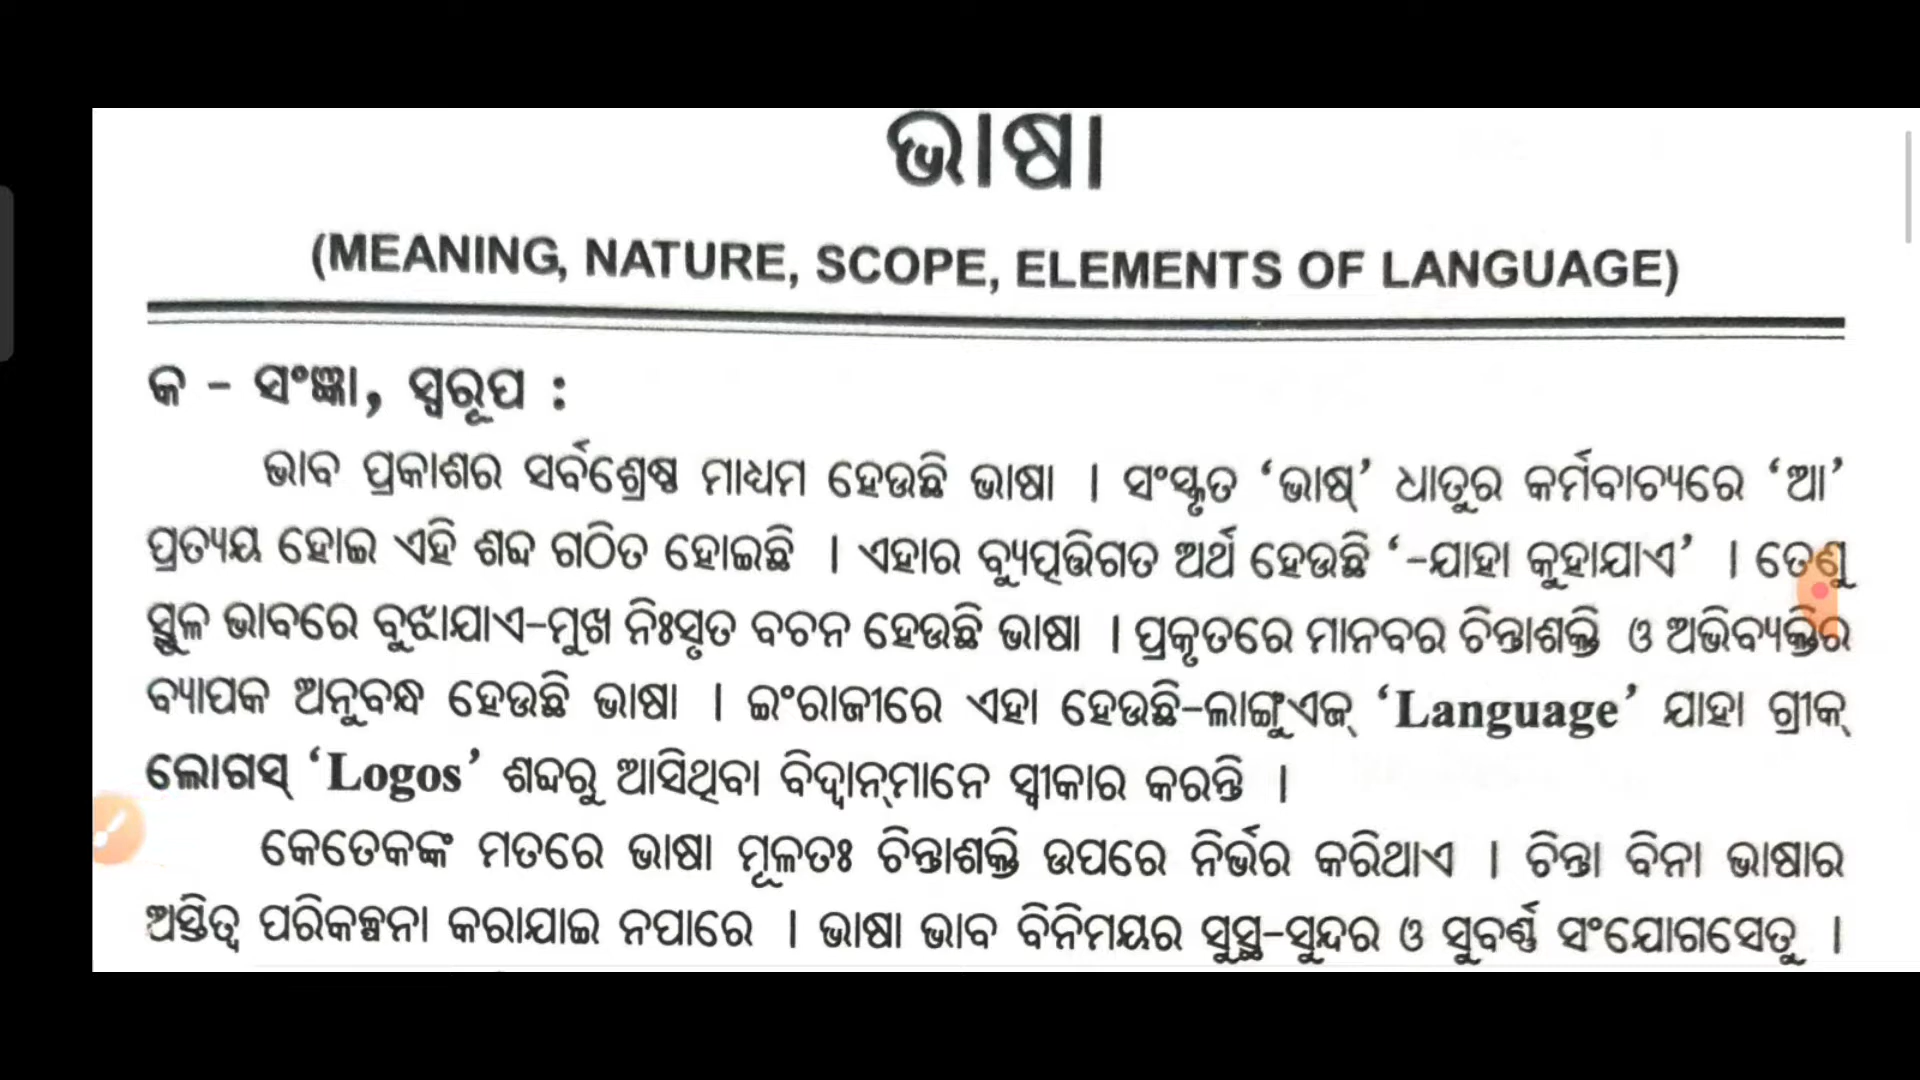 ଭାଷା
(MEANING, NATURE, SCOPE, ELEMENTS OF LANGUAGE)
କ - ସଂଜ୍ଞା, ସ୍ୱରୂପ :
ଭାବ ପ୍ରକାଶର ସର୍ବଶ୍ରେଷ୍ଠ ମାଧ୍ୟମ ହେଉଛି ଭାଷା । ସଂସ୍କୃତ ‘ଭାଷ୍’ ଧାତୁର କର୍ମବାଚ୍ୟରେ ‘ଆ’
ପ୍ରତ୍ୟୟ ହୋଇ ଏହି ଶବ୍ଦ ଗଠିତ ହୋଇଛି । ଏହାର ବ୍ୟୁତ୍ପତ୍ତିଗତ ଅର୍ଥ ହେଉଛି ‘-ଯାହା କୁହାଯାଏ’ । ତେଣୁ
ସ୍ଥୂଳ ଭାବରେ ବୁଝାଯାଏ-ମୁଖ ନିଃସୃତ ବଚନ ହେଉଛି ଭାଷା । ପ୍ରକୃତରେ ମାନବର ଚିନ୍ତାଶକ୍ତି ଓ ଅଭିବ୍ୟକ୍ତିର
ବ୍ୟାପକ ଅନୁବନ୍ଧ ହେଉଛି ଭାଷା । ଇଂରାଜୀରେ ଏହା ହେଉଛି-ଲାଙ୍ଗୁଏଜ୍ ‘Language’ ଯାହା ଗ୍ରୀକ୍
ଲୋଗସ୍ ‘Logos’ ଶବ୍ଦରୁ ଆସିଥିବା ବିଦ୍ୱାନ୍‌ମାନେ ସ୍ୱୀକାର କରନ୍ତି ।
କେତେକଙ୍କ ମତରେ ଭାଷା ମୂଳତଃ ଚିନ୍ତାଶକ୍ତି ଉପରେ ନିର୍ଭର କରିଥାଏ । ଚିନ୍ତା ବିନା ଭାଷାର
ଅସ୍ତିତ୍ୱ ପରିକଳ୍ପନା କରାଯାଇ ନପାରେ । ଭାଷା ଭାବ ବିନିମୟର ସୁସ୍ଥ-ସୁନ୍ଦର ଓ ସୁବର୍ଣ୍ଣ ସଂଯୋଗସେତୁ ।